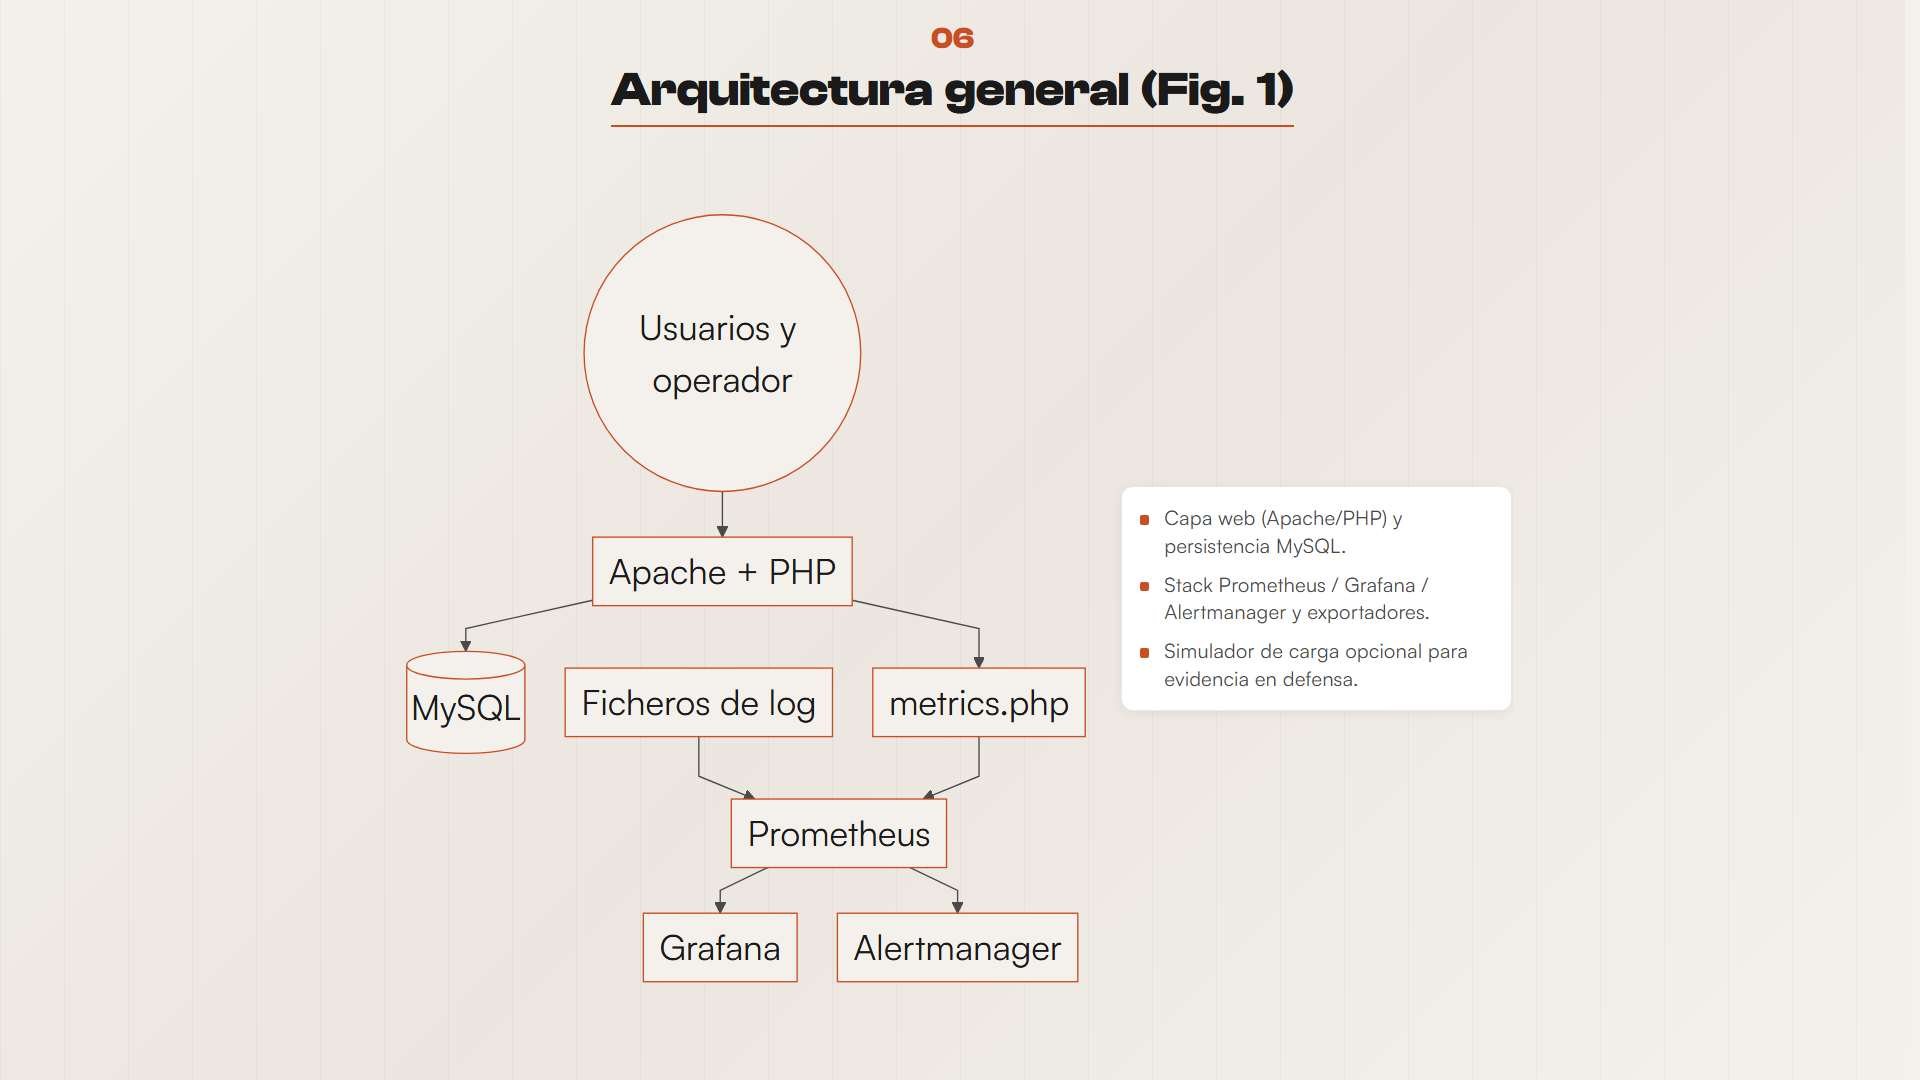 06
Arquitectura general (Fig. 1)
Usuarios y
operador
Apache + PHP
MySQL
Ficheros de log
metrics.php
Prometheus
Grafana
Alertmanager
Capa web (Apache/PHP) y
persistencia MySQL.
Stack Prometheus / Grafana /
Alertmanager y exportadores.
Simulador de carga opcional para
evidencia en defensa.